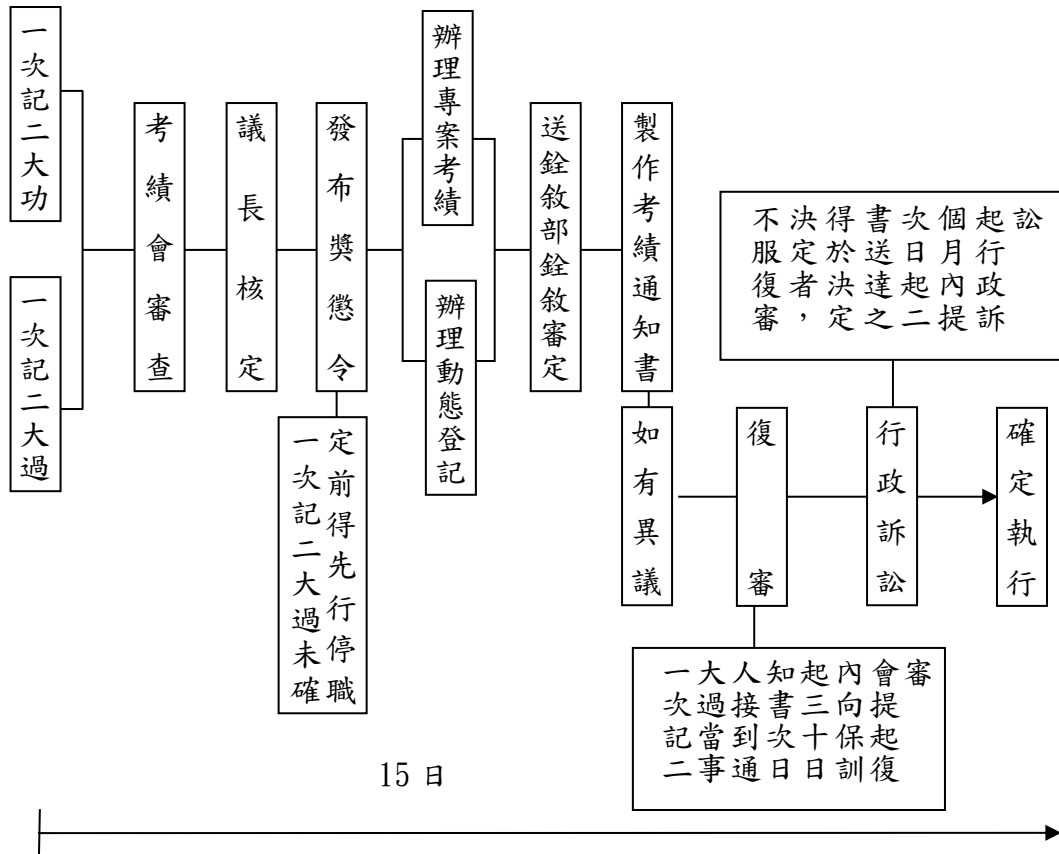 一次記二大功
一次記二大過
考績會審查
議長核定
發布獎懲令
一次記二大過未確
定前得先行停職
辦理專案考績
辦理動態登記
送銓敘部銓敘審定
製作考績通知書
如有異議
復審
一次記二
大過當事
人接到通
知書次日
起三十日
內向保訓
會提起復
審
行政訴訟
不服復審
決定者，
得於決定
書送達之
次日起二
個月內提
起行政訴
訟
確定執行
15 日